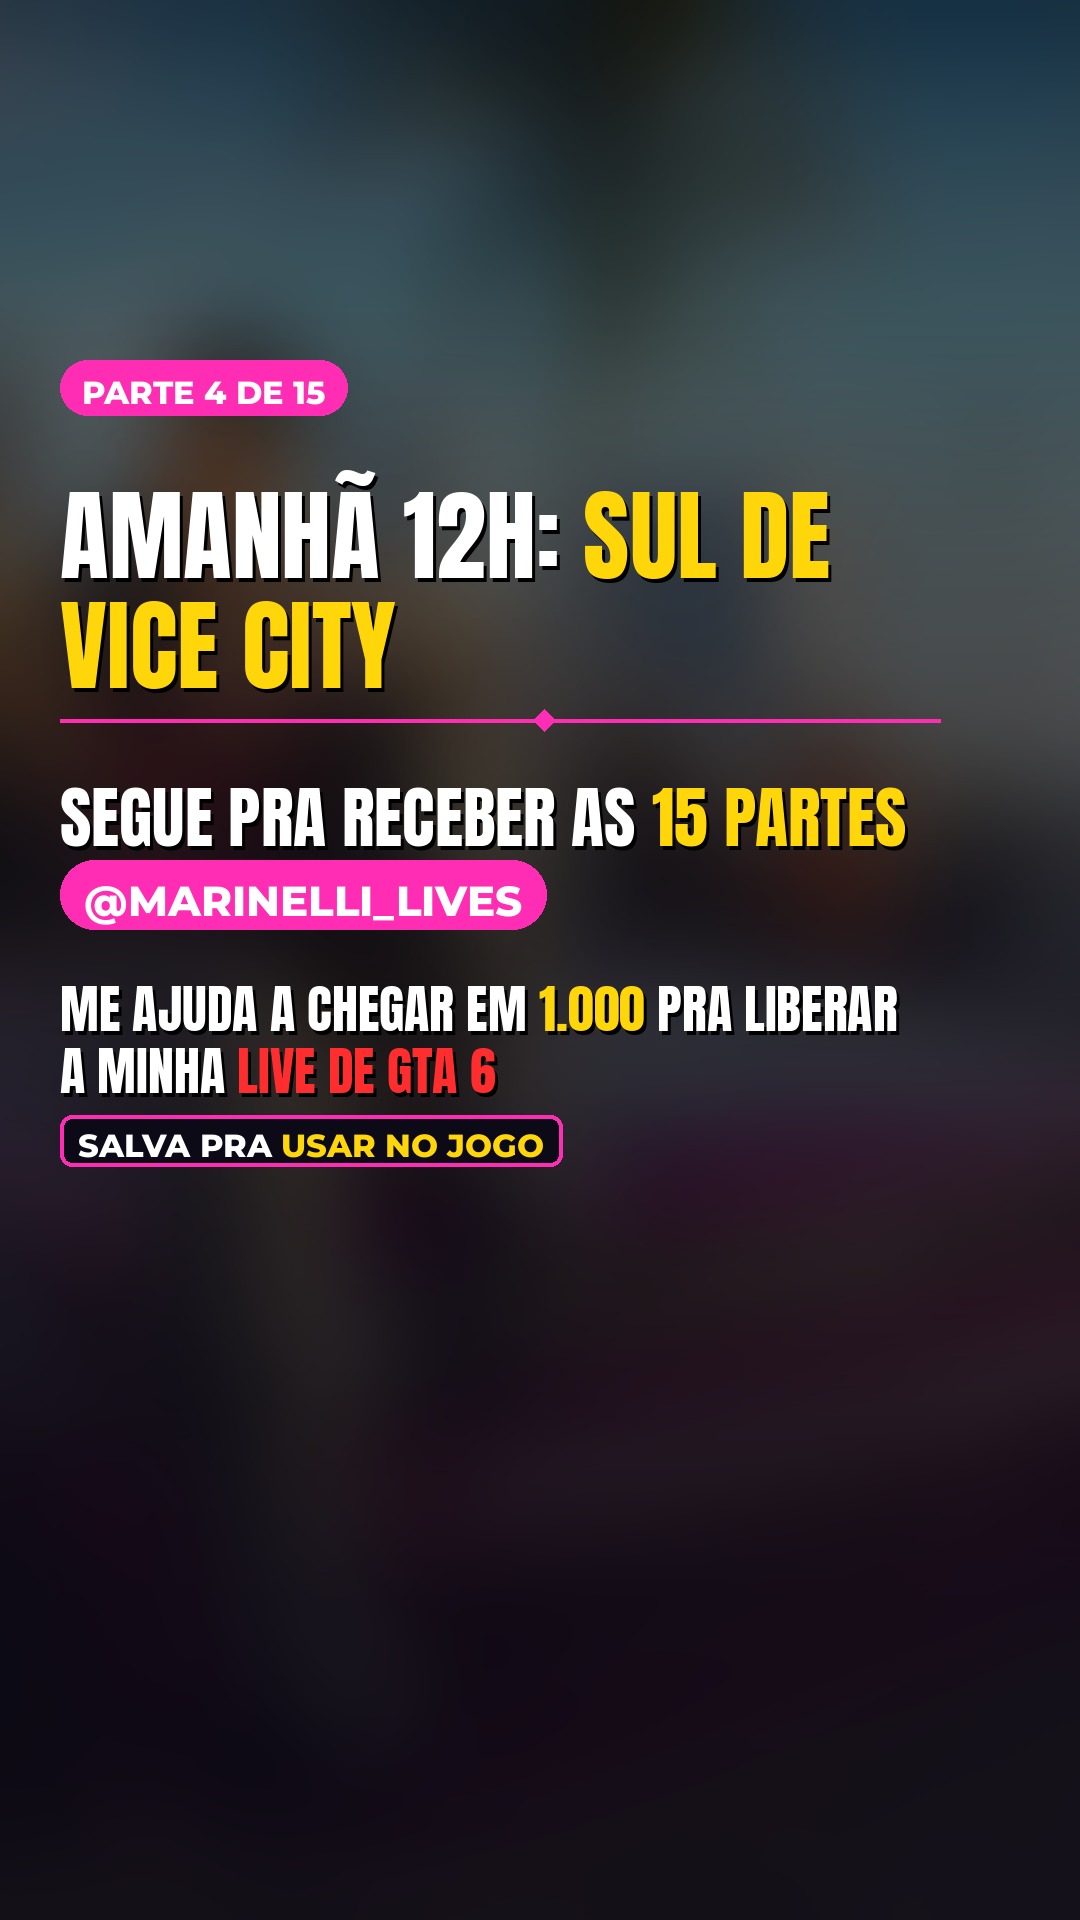 PARTE 4 DE 15
AMANHÃ 12H: SUL DE
VICE CITY
SEGUE PRA RECEBER AS 15 PARTES
@MARINELLI_LIVES
ME AJUDA A CHEGAR EM 1.000 PRA LIBERAR
A MINHA LIVE DE GTA 6
SALVA PRA USAR NO JOGO